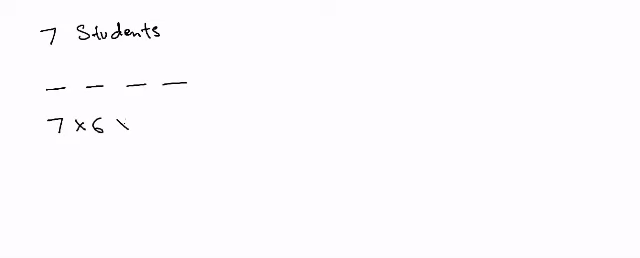 7 Students
_ _ _ _
7 × 6 \